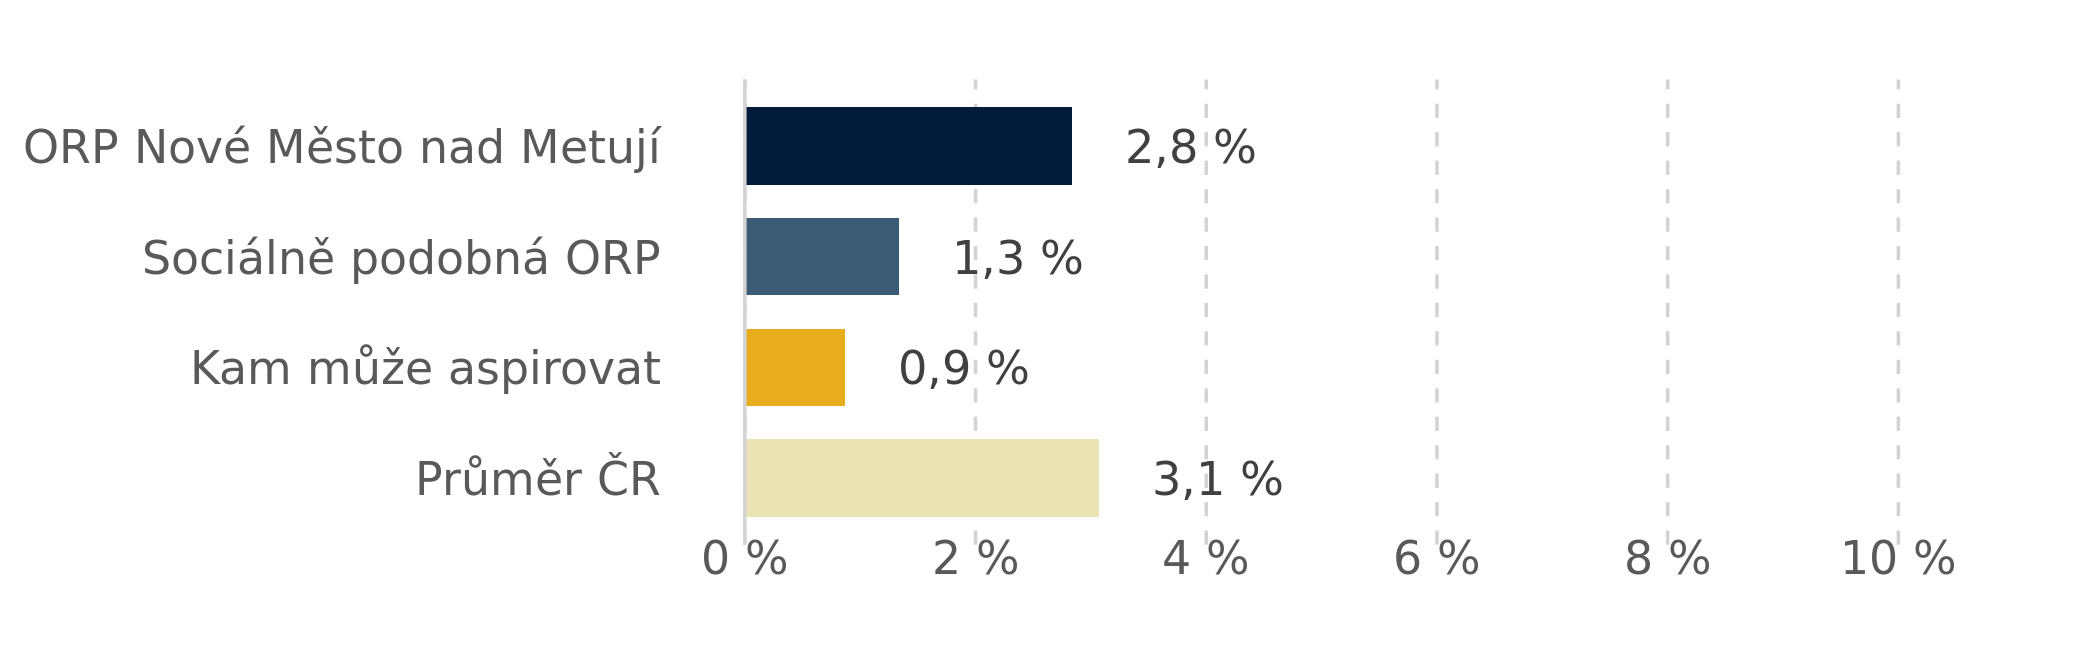 ORP Nové Město nad Metují 2,8 %
Sociálně podobná ORP 1,3 %
Kam může aspirovat 0,9 %
Průměr ČR 3,1 %
0 % 2 % 4 % 6 % 8 % 10 %